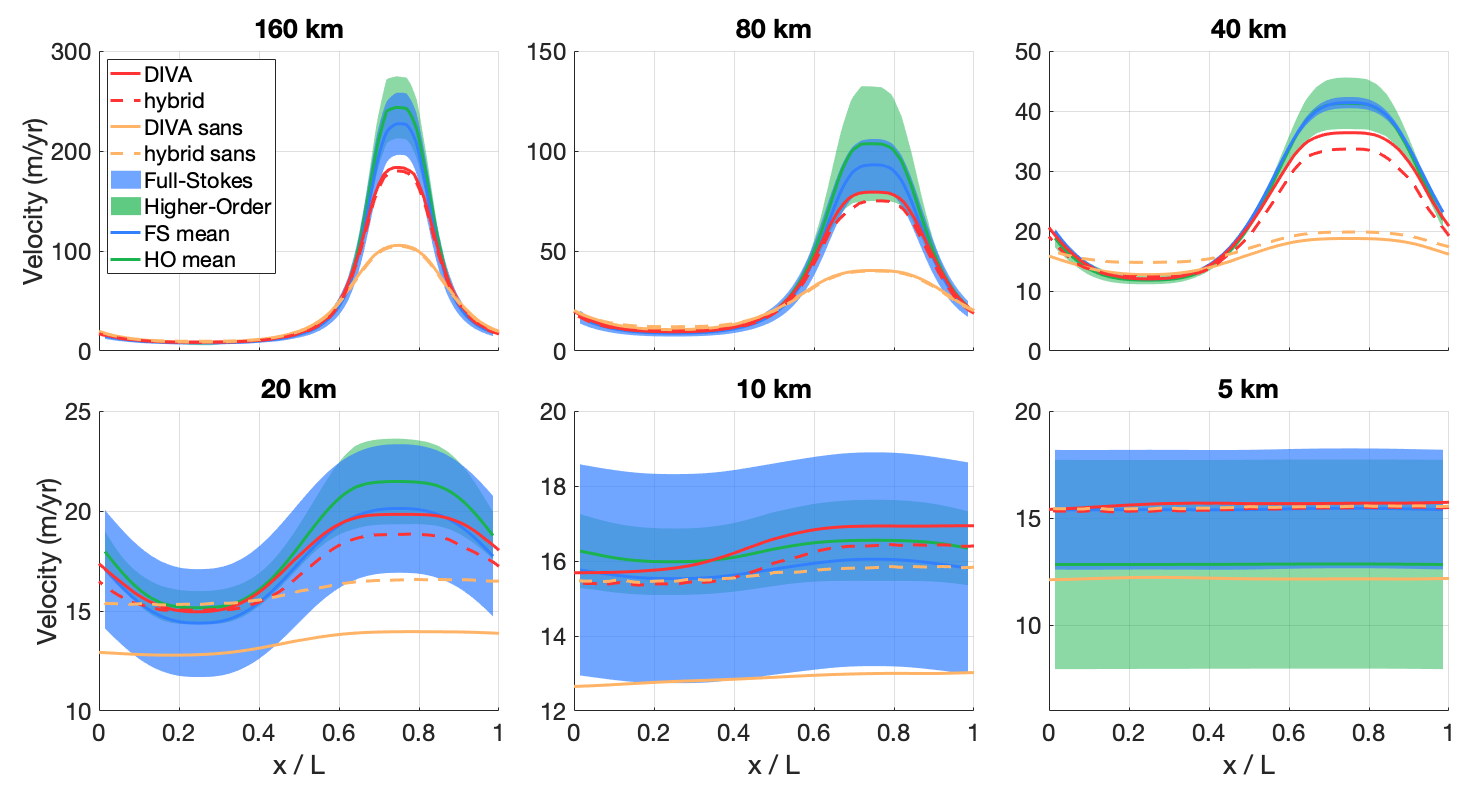 160 km
80 km
40 km
300
200
100
0
Velocity (m/yr)
DIVA
hybrid
DIVA sans
hybrid sans
Full-Stokes
Higher-Order
FS mean
HO mean
150
100
50
0
50
40
30
20
10
0
20 km
10 km
5 km
25
20
15
10
Velocity (m/yr)
0 0.2 0.4 0.6 0.8 1
x / L
20
18
16
14
12
0 0.2 0.4 0.6 0.8 1
x / L
20
15
10
0 0.2 0.4 0.6 0.8 1
x / L